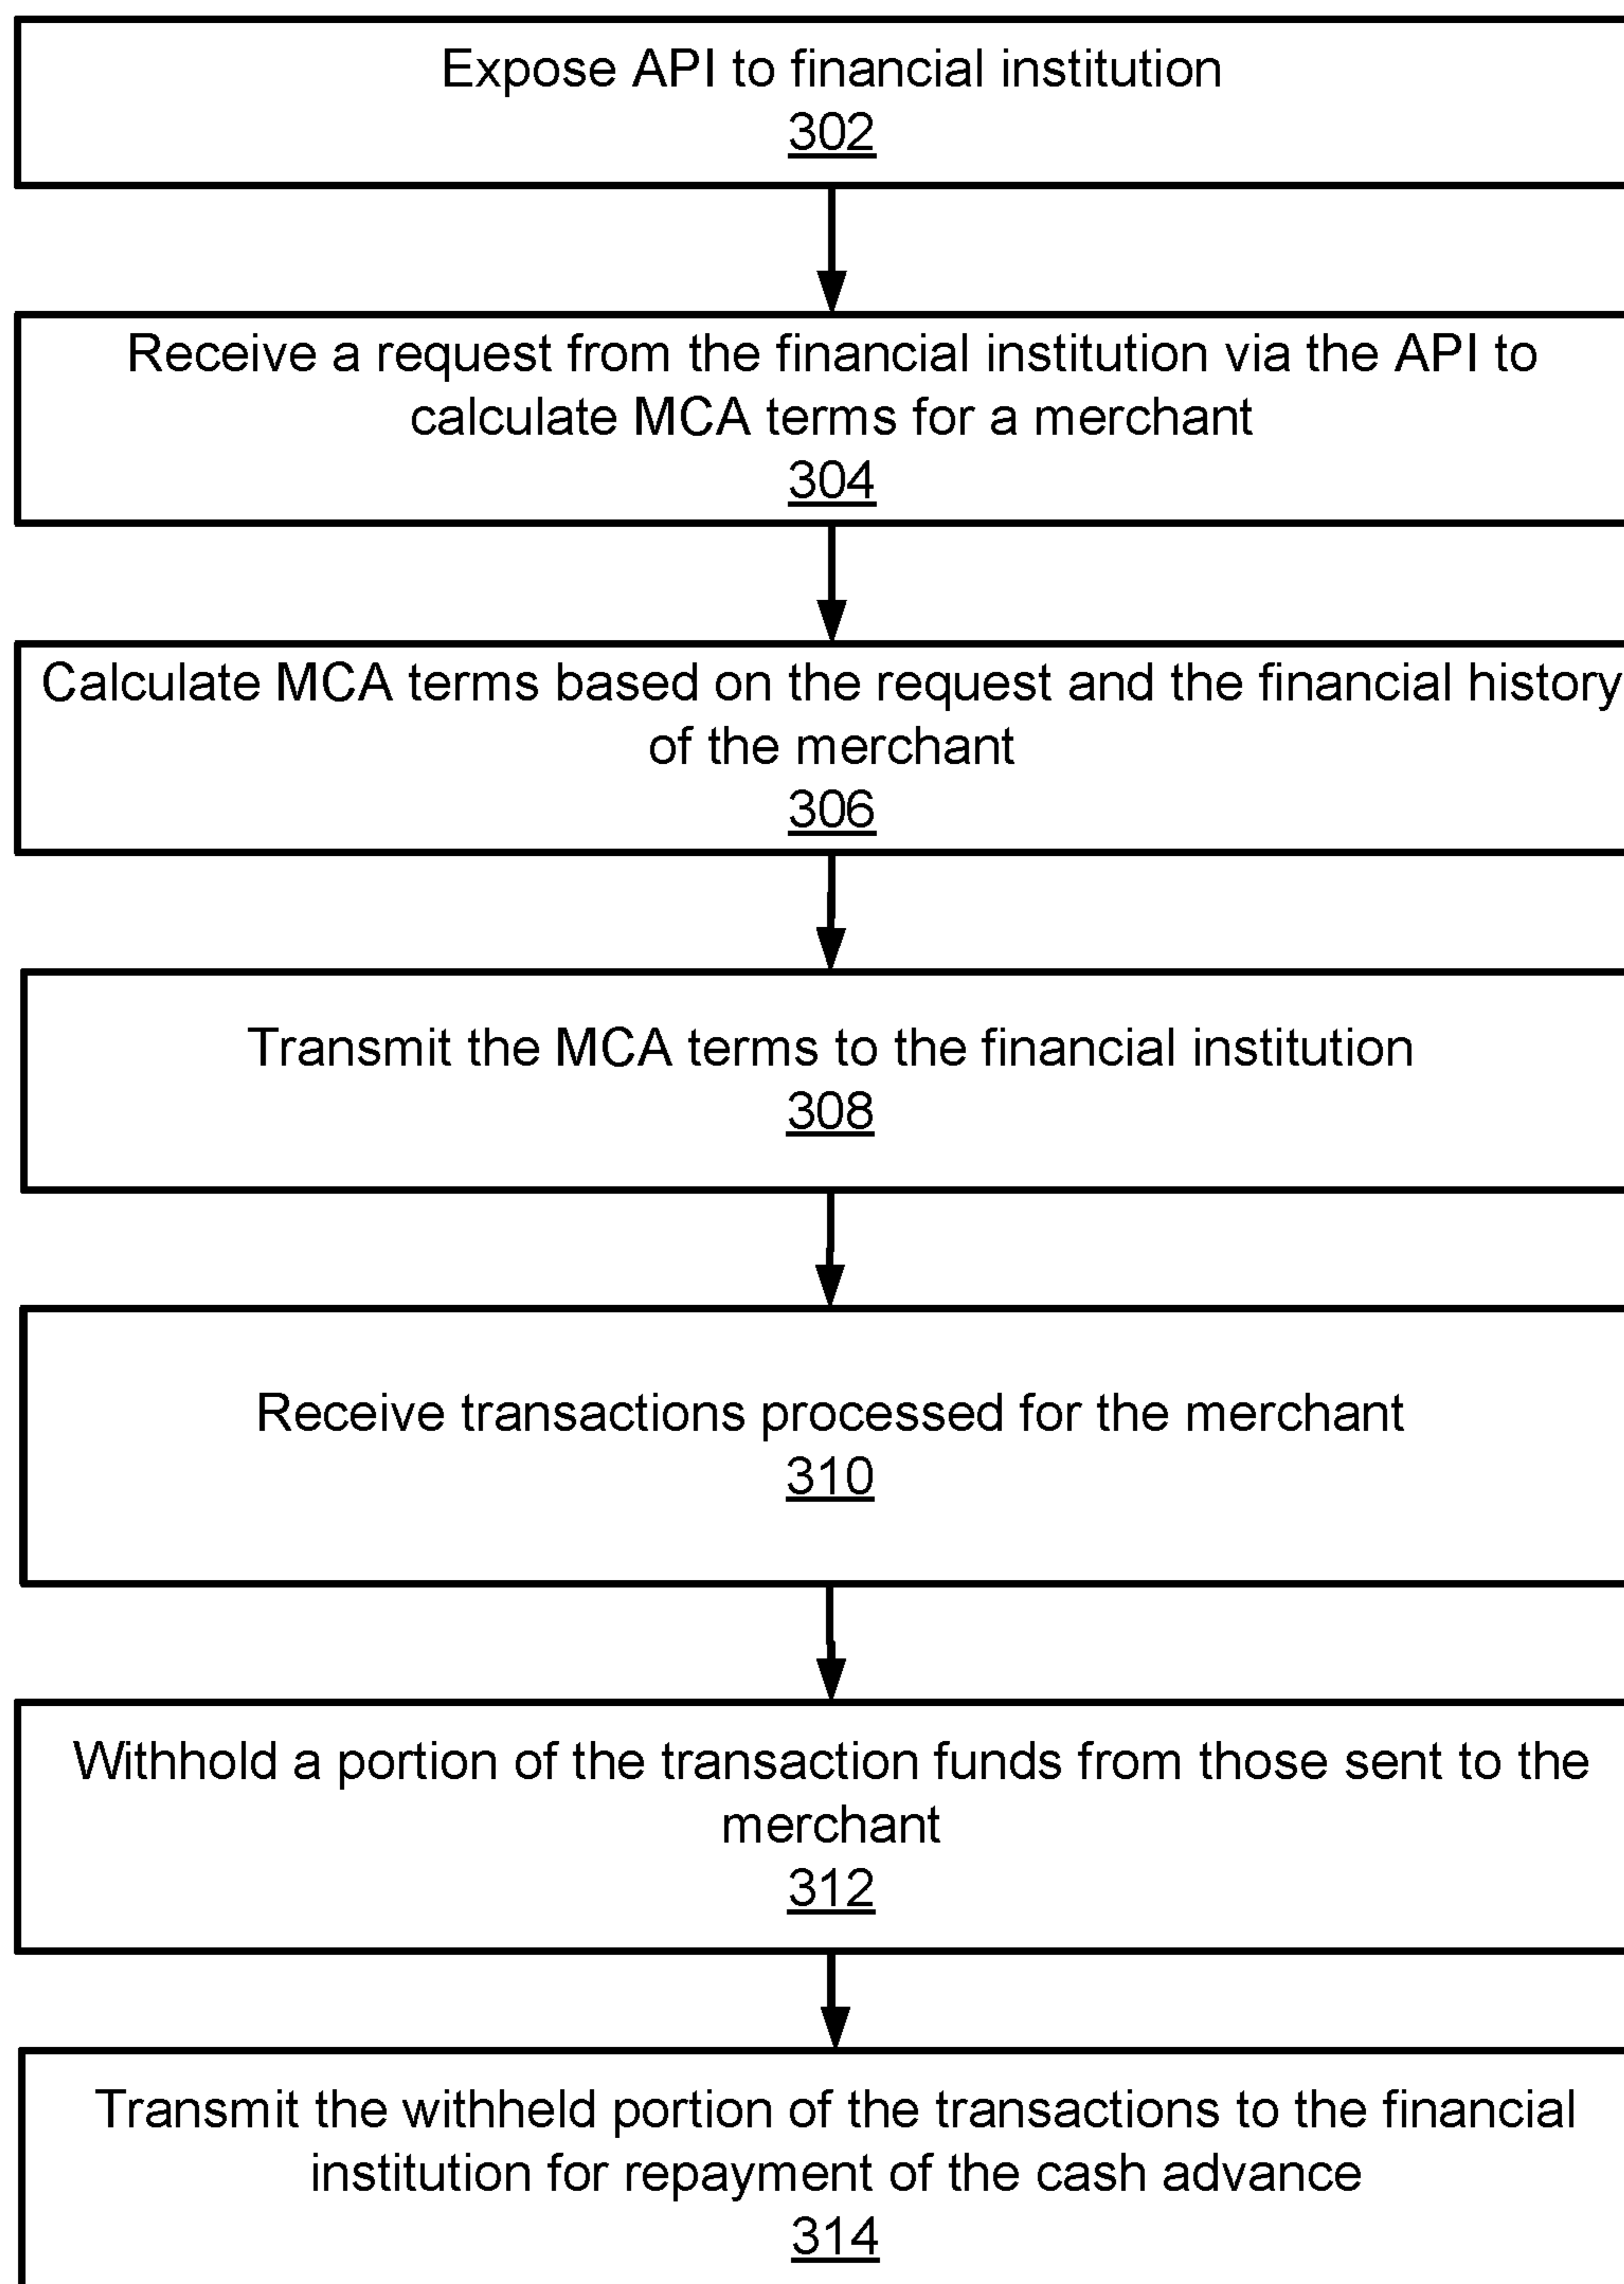 Expose API to financial institution
302
Receive a request from the financial institution via the API to
calculate MCA terms for a merchant
304
Calculate MCA terms based on the request and the financial history
of the merchant
306
Transmit the MCA terms to the financial institution
308
Receive transactions processed for the merchant
310
Withhold a portion of the transaction funds from those sent to the
merchant
312
Transmit the withheld portion of the transactions to the financial
institution for repayment of the cash advance
314